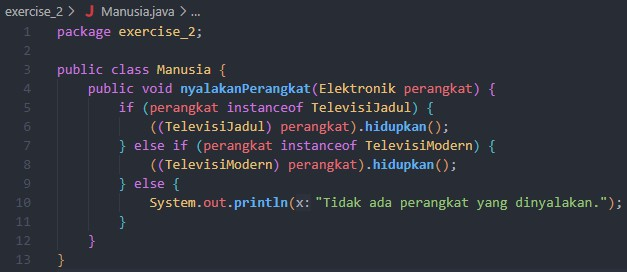 exercise_2 > J Manusia.java > ...
1 package exercise_2;
2
3 public class Manusia {
4     public void nyalakanPerangkat(Elektronik perangkat) {
5         if (perangkat instanceof TelevisiJadul) {
6             ((TelevisiJadul) perangkat).hidupkan();
7         } else if (perangkat instanceof TelevisiModern) {
8             ((TelevisiModern) perangkat).hidupkan();
9         } else {
10             System.out.println(x: "Tidak ada perangkat yang dinyalakan.");
11         }
12     }
13 }